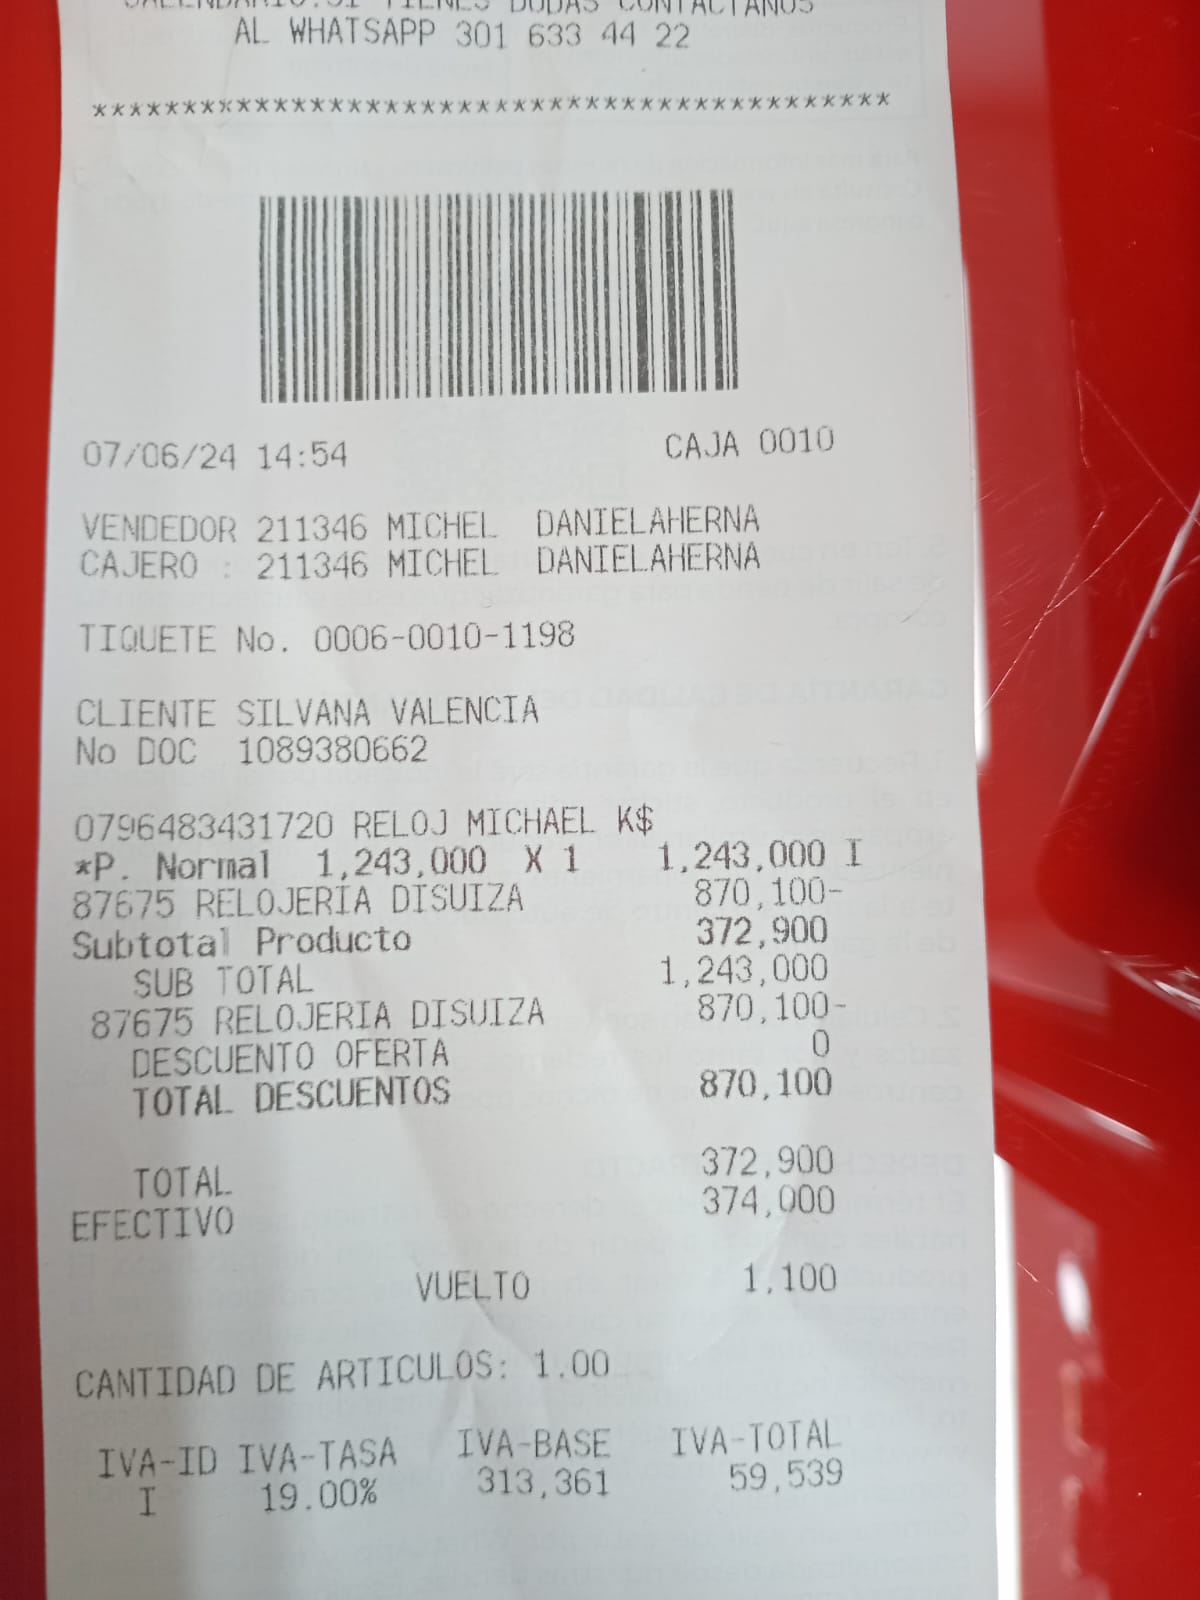 CALENDARIO.SI TIENES DUDAS CONTACTANOS
AL WHATSAPP 301 633 44 22
********************************************
07/06/24 14:54 CAJA 0010
VENDEDOR 211346 MICHEL DANIELAHERNA
CAJERO : 211346 MICHEL DANIELAHERNA
TIQUETE No. 0006-0010-1198
CLIENTE SILVANA VALENCIA
No DOC 1089380662
0796483431720 RELOJ MICHAEL K$
*P. Normal 1,243,000 X 1 1,243,000 I
87675 RELOJERIA DISUIZA 870,100-
Subtotal Producto 372,900
SUB TOTAL 1,243,000
87675 RELOJERIA DISUIZA 870,100-
DESCUENTO OFERTA 0
TOTAL DESCUENTOS 870,100
TOTAL 372,900
EFECTIVO 374,000
VUELTO 1,100
CANTIDAD DE ARTICULOS: 1.00
IVA-ID IVA-TASA IVA-BASE IVA-TOTAL
I 19.00% 313,361 59,539